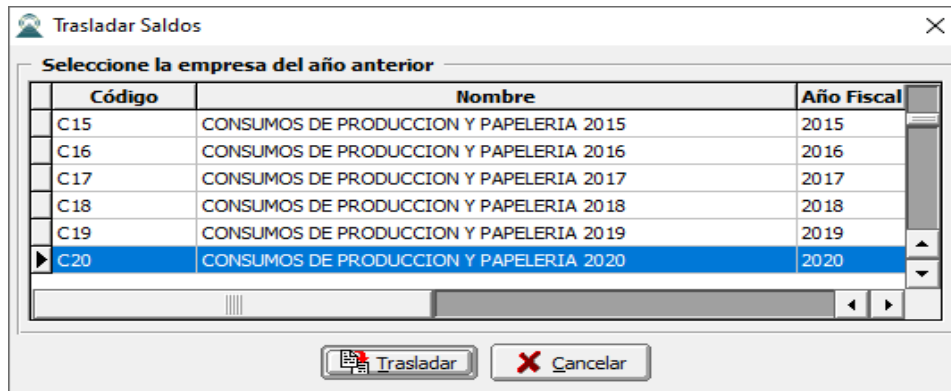 Trasladar Saldos
Seleccione la empresa del año anterior
Código Nombre Año Fiscal
C15 CONSUMOS DE PRODUCCION Y PAPELERIA 2015 2015
C16 CONSUMOS DE PRODUCCION Y PAPELERIA 2016 2016
C17 CONSUMOS DE PRODUCCION Y PAPELERIA 2017 2017
C18 CONSUMOS DE PRODUCCION Y PAPELERIA 2018 2018
C19 CONSUMOS DE PRODUCCION Y PAPELERIA 2019 2019
C20 CONSUMOS DE PRODUCCION Y PAPELERIA 2020 2020
Trasladar Cancelar